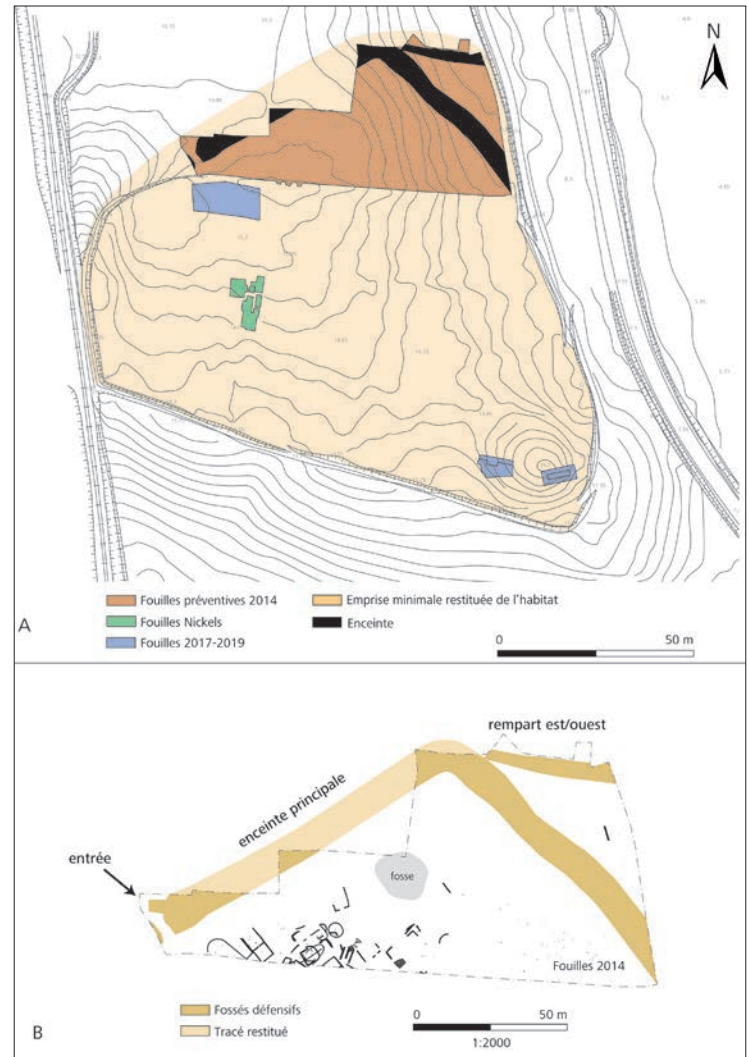 N
Fouilles préventives 2014
Fouilles Nickels
Fouilles 2017-2019
Emprise minimale restituée de l'habitat
Enceinte
0 50 m
A
rempart est/ouest
enceinte principale
entrée
fosse
Fouilles 2014
Fossés défensifs
Tracé restitué
0 50 m
1:2000
B